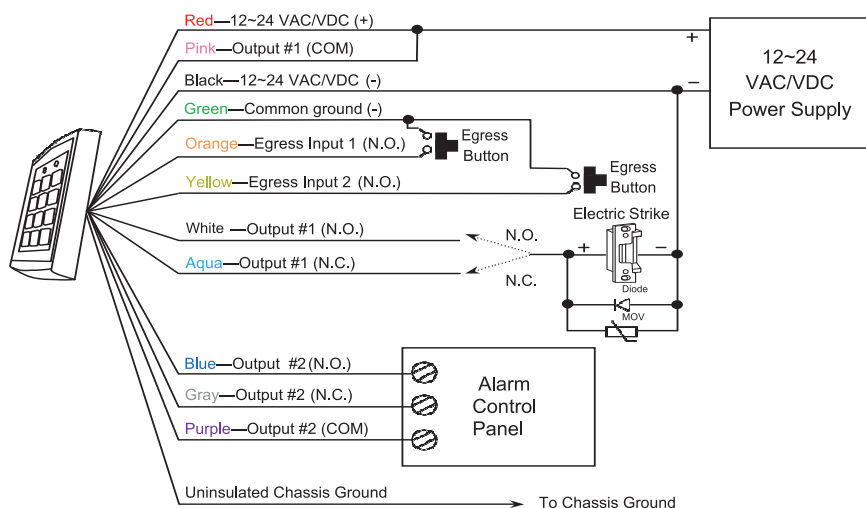 Red—12~24 VAC/VDC (+)
Pink—Output #1 (COM)
Black—12~24 VAC/VDC (-)
Green—Common ground (-)
Orange—Egress Input 1 (N.O.)
Yellow—Egress Input 2 (N.O.)
White—Output #1 (N.O.)
Aqua—Output #1 (N.C.)
Blue—Output #2 (N.O.)
Gray—Output #2 (N.C.)
Purple—Output #2 (COM)
Uninsulated Chassis Ground
To Chassis Ground
+
−
12~24
VAC/VDC
Power Supply
Egress
Button
Egress
Button
Electric Strike
N.O.
N.C.
+
−
Diode
MOV
Alarm
Control
Panel